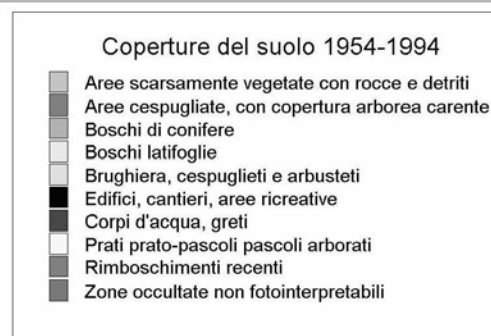 Coperture del suolo 1954-1994
Aree scarsamente vegetate con rocce e detriti
Aree cespugliate, con copertura arborea carente
Boschi di conifere
Boschi latifoglie
Brughiera, cespuglieti e arbusteti
Edifici, cantieri, aree ricreative
Corpi d'acqua, greti
Prati prato-pascoli pascoli arborati
Rimboschimenti recenti
Zone occultate non fotointerpretabili